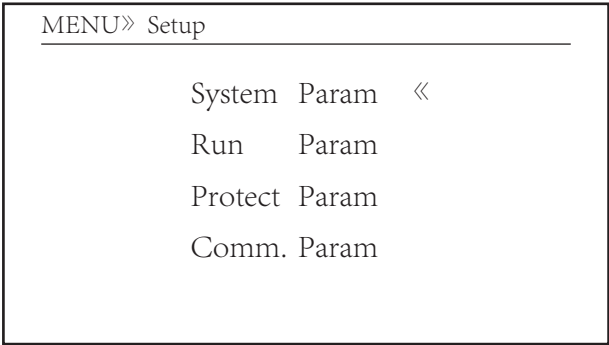 MENU》 Setup
System Param 《
Run Param
Protect Param
Comm. Param